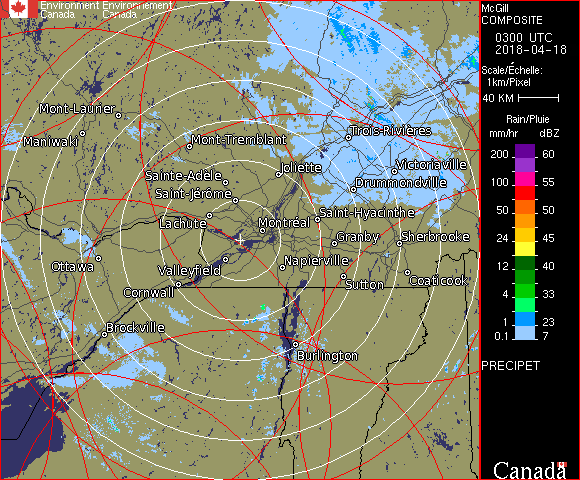 Environment Environnement
Canada Canada
McGill
COMPOSITE
0300 UTC
2018-04-18
Scale/Échelle:
1km/Pixel
40 KM
Rain/Pluie
mm/hr dBZ
200 60
100 55
50 50
24 45
12 40
4 33
1 23
0.1 7
PRECIPET
Canada
Mont-Laurier
Maniwaki
Mont-Tremblant
Trois-Rivières
Joliette
Victoriaville
Sainte-Adèle
Drummondville
Saint-Jérôme
Saint-Hyacinthe
Lachute
Montréal
Granby
Sherbrooke
Ottawa
Valleyfield
Napierville
Coaticook
Cornwall
Sutton
Brockville
Burlington